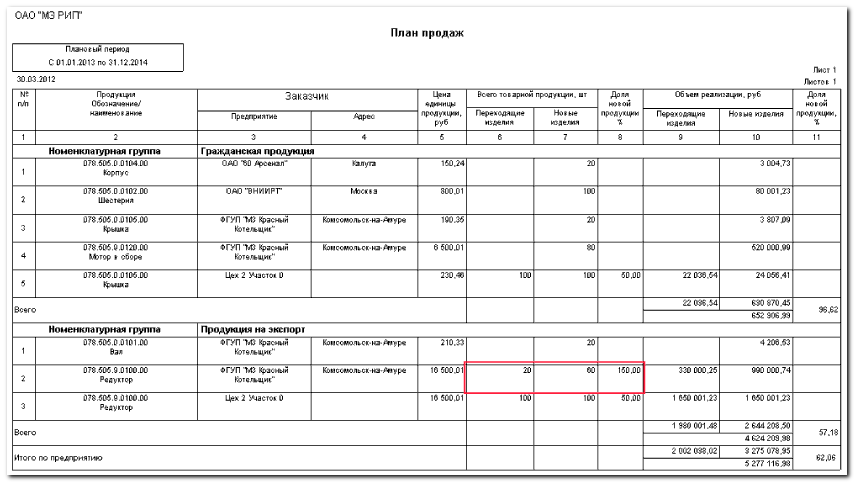 ОАО "МЗ РИП"
План продаж
Плановый период
С 01.01.2013 по 31.12.2014
Лист 1
Листов 1
30.03.2012
№ п/п Продукция Обозначение/ наименование Заказчик Цена единицы продукции, руб Всего товарной продукции, шт Доля новой продукции % Объем реализации, руб Доля новой продукции, %
Предприятие Адрес Переходящие изделия Новые изделия Переходящие изделия Новые изделия
1 2 3 4 5 6 7 8 9 10 11
Номенклатурная группа Гражданская продукция
1 078.505.0.0104.00 ОАО "60 Арсенал" Калуга 150,24 20 3 004,73
Корпус
2 078.505.0.0102.00 ОАО "ВНИИРТ" Москва 800,01 100 80 001,23
Шестерня
3 078.505.0.0105.00 ФГУП "МЗ Красный Комсомольск-на-Амуре 190,35 20 3 807,09
Крышка Котельщик"
4 078.505.9.0120.00 ФГУП "МЗ Красный Комсомольск-на-Амуре 6 500,01 80 520 000,99
Мотор в сборе Котельщик"
5 078.505.0.0105.00 Цех 2 Участок 0 230,46 100 100 50,00 22 036,54 24 056,41
Крышка
22 036,54 630 870,45
Всего 96,62
652 906,99
Номенклатурная группа Продукция на экспорт
1 078.505.0.0101.00 ФГУП "МЗ Красный Комсомольск-на-Амуре 210,33 20 4 206,53
Вал Котельщик"
2 078.505.9.0100.00 ФГУП "МЗ Красный Комсомольск-на-Амуре 16 500,01 20 60 150,00 330 000,25 990 000,74
Редуктор Котельщик"
3 078.505.9.0100.00 Цех 2 Участок 0 16 500,01 100 100 50,00 1 650 001,23 1 650 001,23
Редуктор
1 980 001,48 2 644 208,50
Всего 57,18
4 624 209,98
2 002 038,02 3 275 078,95
Итого по предприятию 62,06
5 277 116,98